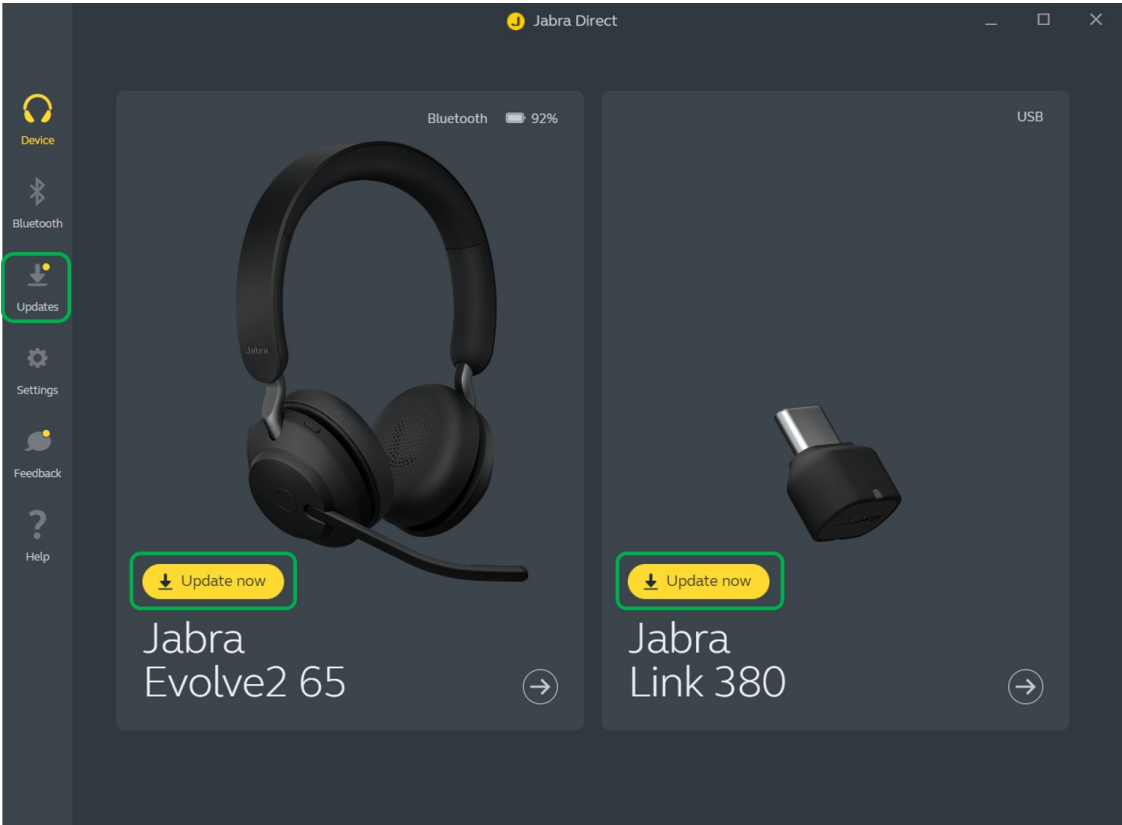 Jabra Direct
Device
Bluetooth
Updates
Settings
Feedback
Help
Bluetooth 92%
Jabra
Update now
Jabra
Evolve2 65
USB
Update now
Jabra
Link 380